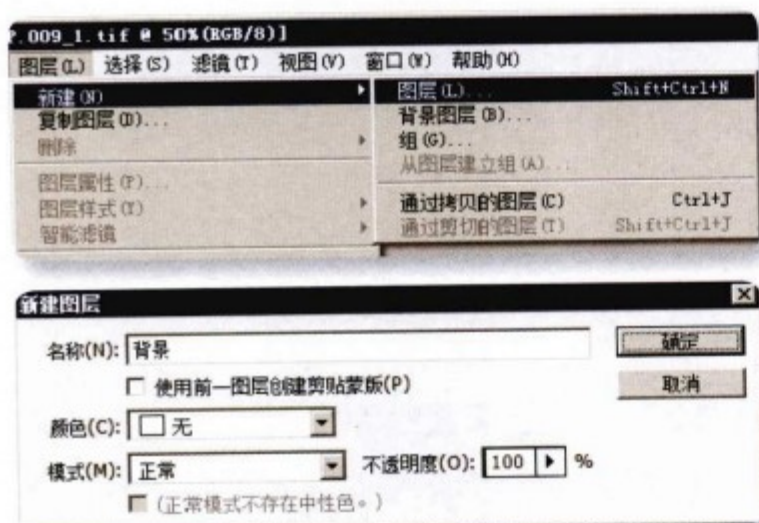 ?.009_1.tif @ 50%(RGB/8)]
图层(L) 选择(S) 滤镜(T) 视图(V) 窗口(W) 帮助(H)
新建(N) 图层(L)... Shift+Ctrl+N
复制图层(D)... 背景图层(B)...
删除 组(G)...
从图层建立组(A)...
图层属性(P)...
图层样式(Y) 通过拷贝的图层(C) Ctrl+J
智能滤镜 通过剪切的图层(T) Shift+Ctrl+J
新建图层
名称(N): 背景 确定
使用前一图层创建剪贴蒙版(P) 取消
颜色(C): 无
模式(M): 正常 不透明度(O): 100 %
(正常模式不存在中性色。)